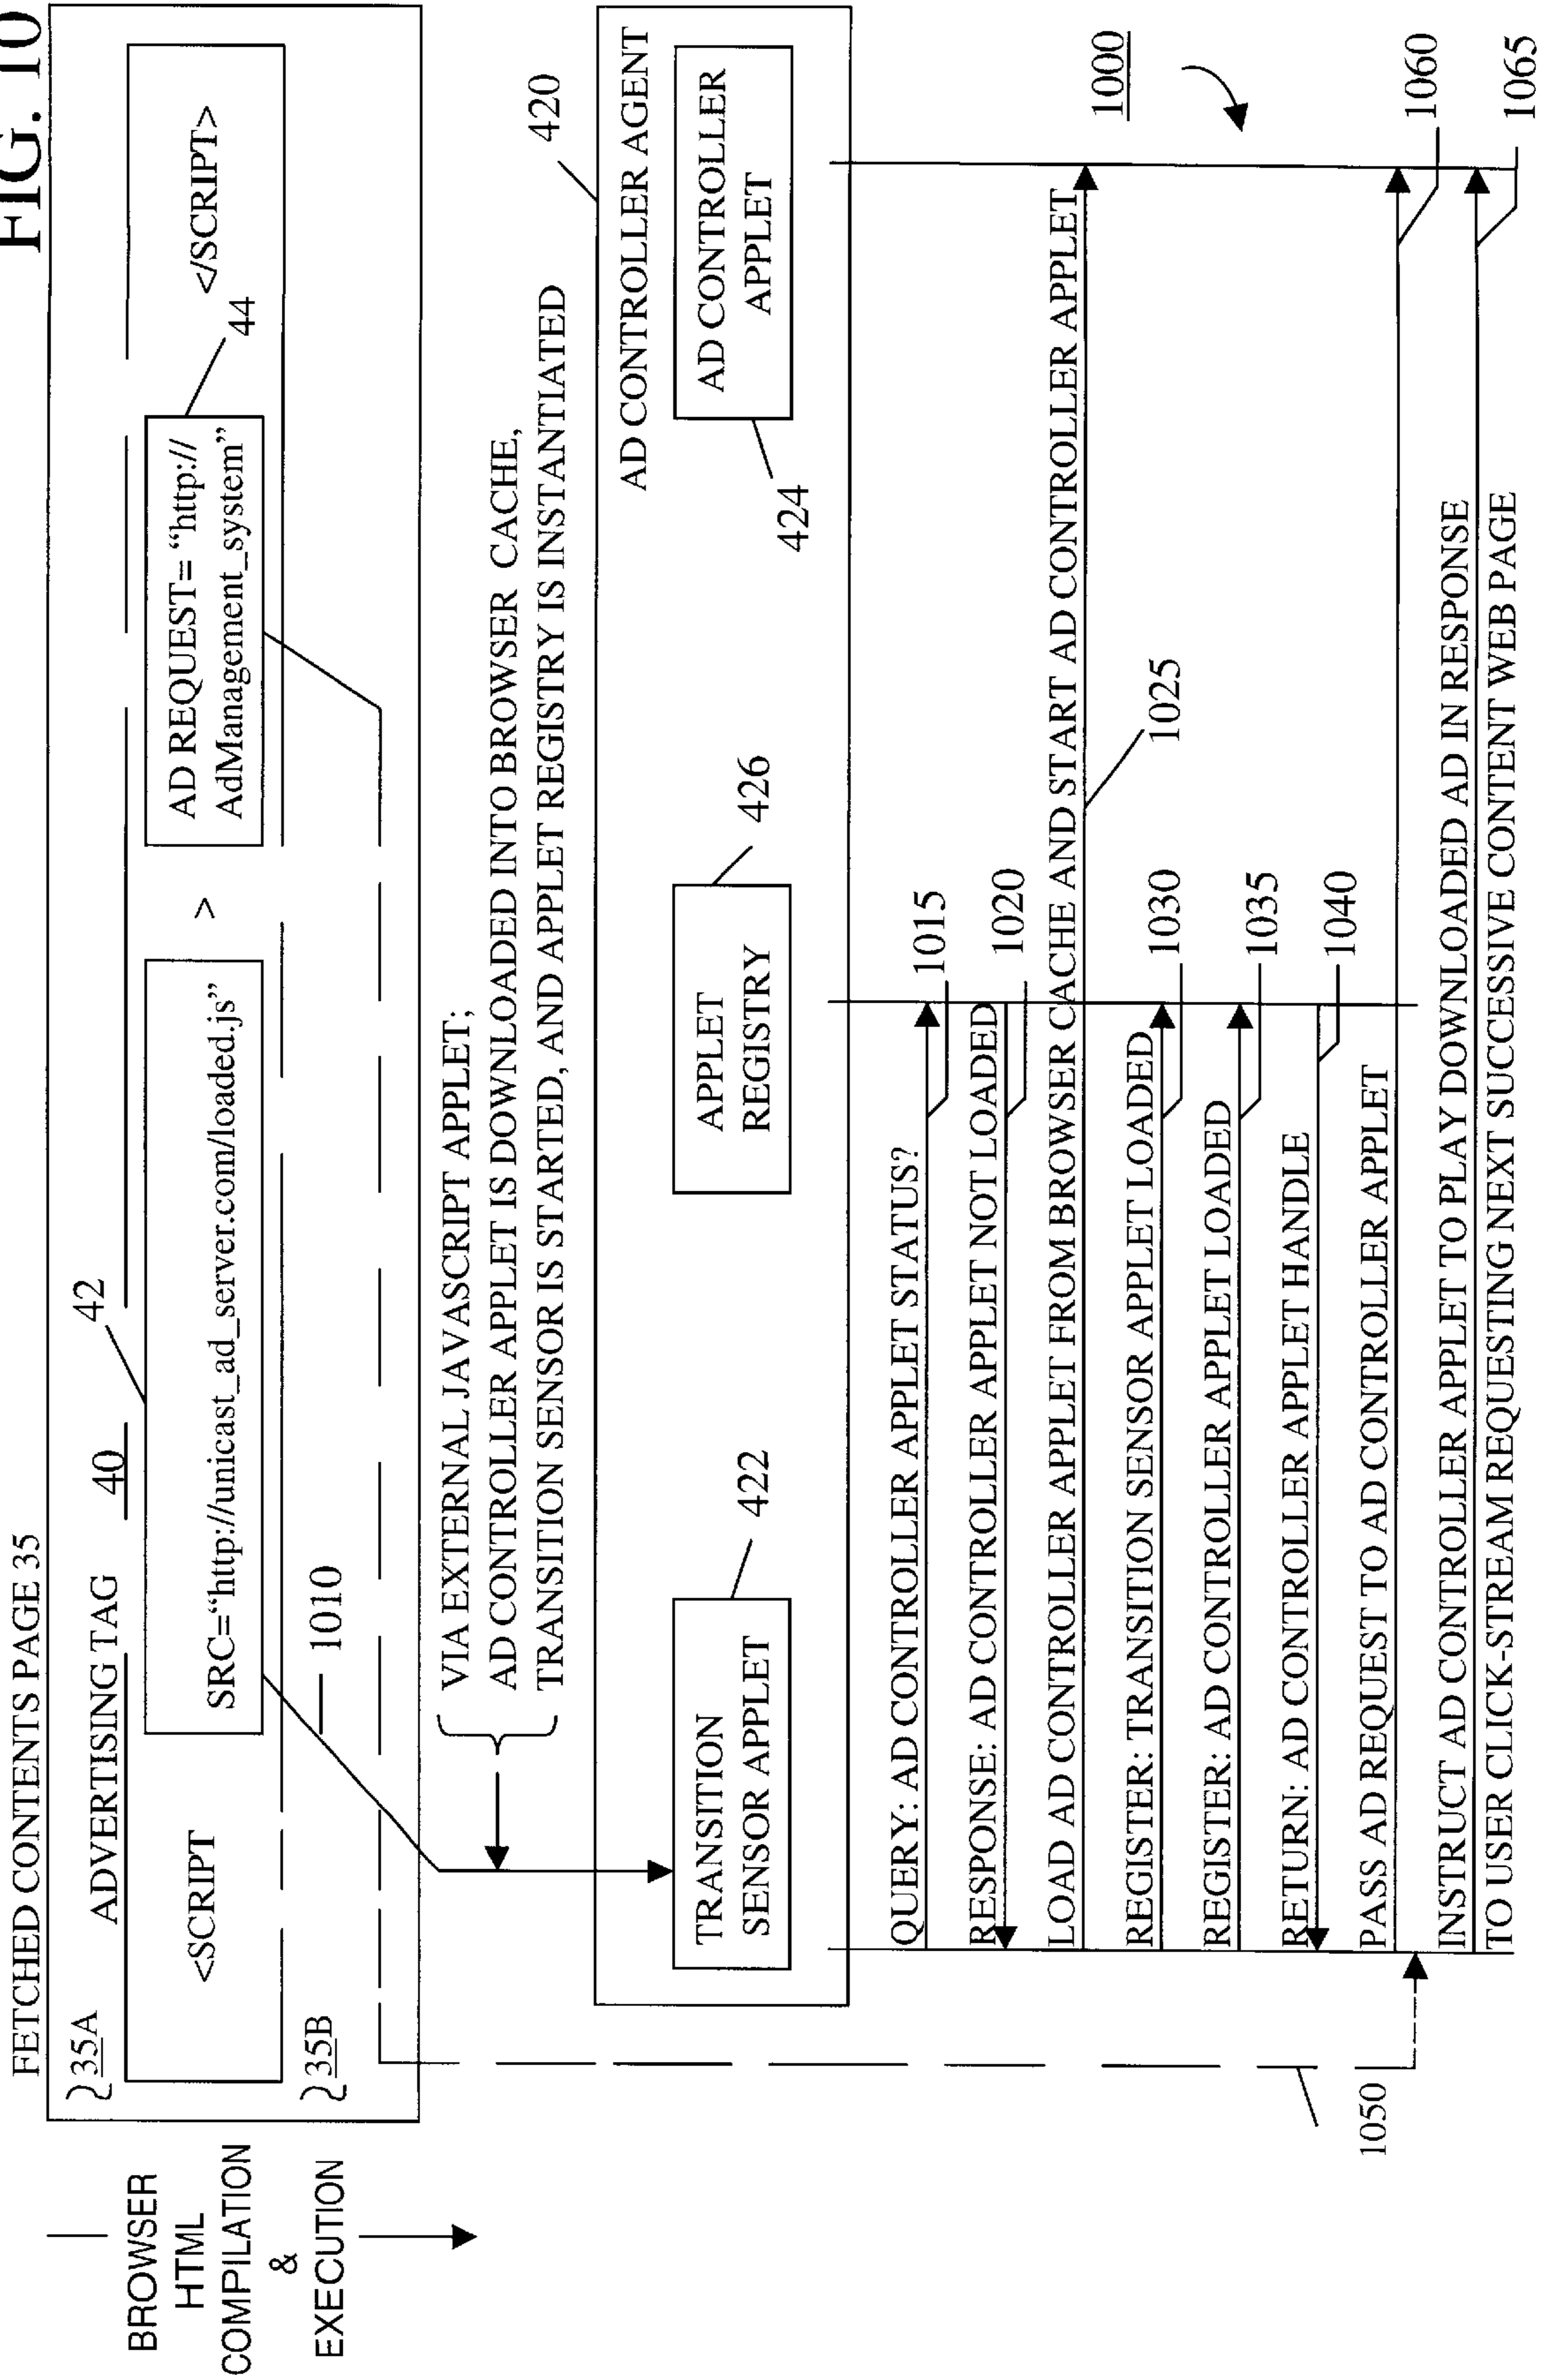 FIG. 10
FETCHED CONTENTS PAGE 35
35A
ADVERTISING TAG 40
42
<SCRIPT
SRC="http://unicast_ad_server.com/loaded.js"
>
AD REQUEST= "http://
AdManagement_system"
</SCRIPT>
44
35B
1010
BROWSER
HTML
COMPILATION
&
EXECUTION
VIA EXTERNAL JAVASCRIPT APPLET;
AD CONTROLLER APPLET IS DOWNLOADED INTO BROWSER CACHE,
TRANSITION SENSOR IS STARTED, AND APPLET REGISTRY IS INSTANTIATED
420
AD CONTROLLER AGENT
TRANSITION
SENSOR APPLET
422
APPLET
REGISTRY
426
AD CONTROLLER
APPLET
424
1000
QUERY: AD CONTROLLER APPLET STATUS?
1015
RESPONSE: AD CONTROLLER APPLET NOT LOADED
1020
LOAD AD CONTROLLER APPLET FROM BROWSER CACHE AND START AD CONTROLLER APPLET
1025
REGISTER: TRANSITION SENSOR APPLET LOADED
1030
REGISTER: AD CONTROLLER APPLET LOADED
1035
RETURN: AD CONTROLLER APPLET HANDLE
1040
PASS AD REQUEST TO AD CONTROLLER APPLET
1060
1050
INSTRUCT AD CONTROLLER APPLET TO PLAY DOWNLOADED AD IN RESPONSE
TO USER CLICK-STREAM REQUESTING NEXT SUCCESSIVE CONTENT WEB PAGE
1065